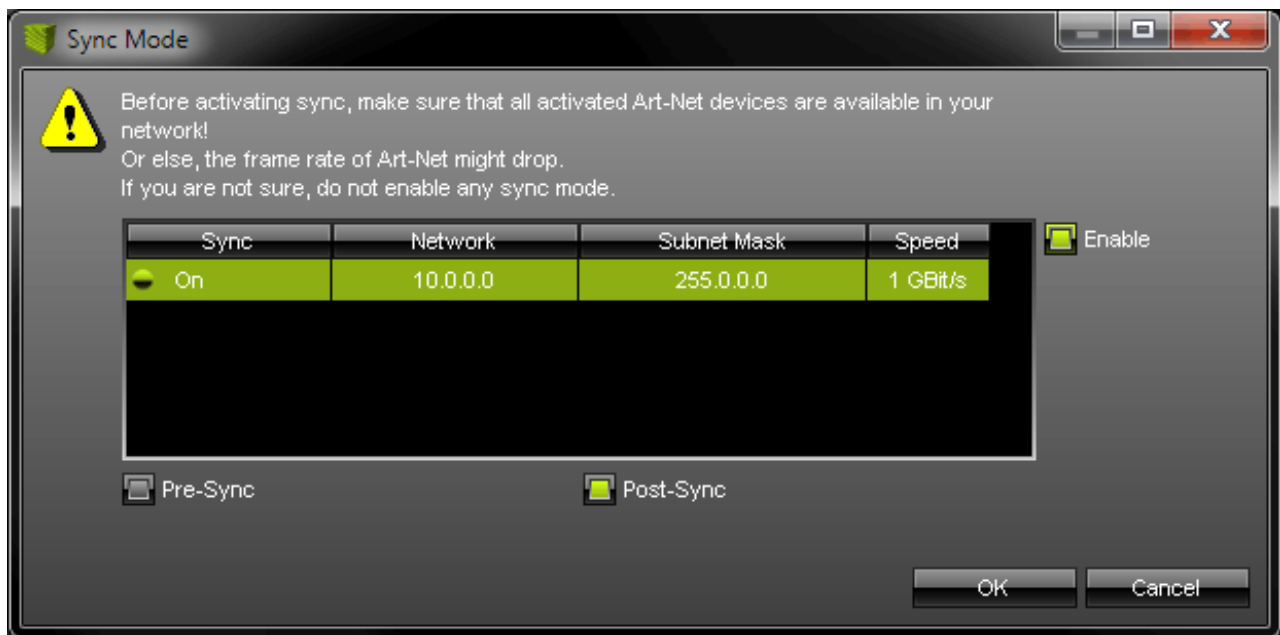 Sync Mode
Before activating sync, make sure that all activated Art-Net devices are available in your
network!
Or else, the frame rate of Art-Net might drop.
If you are not sure, do not enable any sync mode.
Sync Network Subnet Mask Speed Enable
On 10.0.0.0 255.0.0.0 1 GBit/s
Pre-Sync Post-Sync
OK Cancel